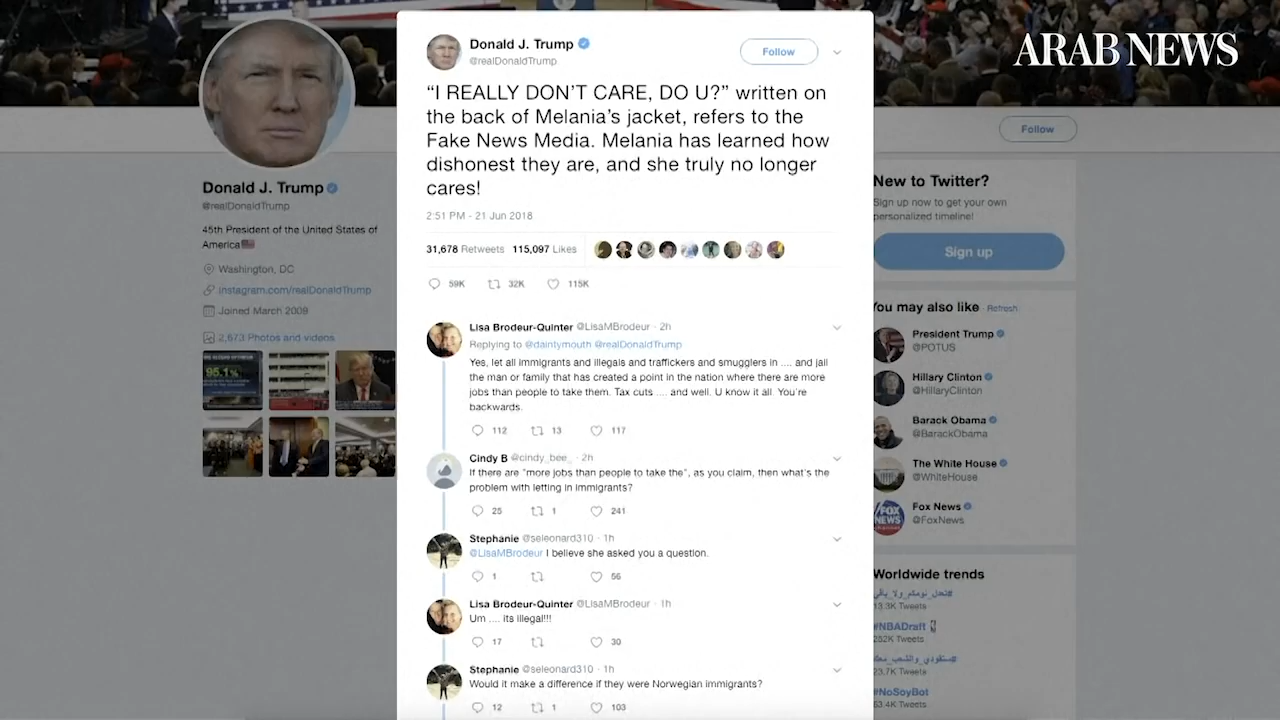 ARAB NEWS
Donald J. Trump
@realDonaldTrump
Follow
“I REALLY DON’T CARE, DO U?” written on
the back of Melania’s jacket, refers to the
Fake News Media. Melania has learned how
dishonest they are, and she truly no longer
cares!
2:51 PM - 21 Jun 2018
31,678 Retweets 115,097 Likes
59K 32K 115K
Lisa Brodeur-Quinter @LisaMBrodeur · 2h
Replying to @daintymouth @realDonaldTrump
Yes, let all immigrants and illegals and traffickers and smugglers in .... and jail
the man or family that has created a point in the nation where there are more
jobs than people to take them. Tax cuts .... and well. U know it all. You’re
backwards.
112 13 117
Cindy B @cindy_bee_ · 2h
If there are “more jobs than people to take the”, as you claim, then what’s the
problem with letting in immigrants?
25 1 241
Stephanie @seleonard310 · 1h
@LisaMBrodeur I believe she asked you a question.
1 56
Lisa Brodeur-Quinter @LisaMBrodeur · 1h
Um .... its illegal!!!
17 30
Stephanie @seleonard310 · 1h
Would it make a difference if they were Norwegian immigrants?
12 1 103
Donald J. Trump
@realDonaldTrump
45th President of the United States of
America
Washington, DC
instagram.com/realDonaldTrump
Joined March 2009
2,673 Photos and videos
95.1%
Follow
New to Twitter?
Sign up now to get your own
personalized timeline!
Sign up
You may also like Refresh
President Trump
@POTUS
Hillary Clinton
@HillaryClinton
Barack Obama
@BarackObama
The White House
@WhiteHouse
Fox News
@FoxNews
FOX
NEWS
Worldwide trends
13.3K Tweets
#NBADraft
252K Tweets
23.7K Tweets
#NoSoyBot
53.4K Tweets